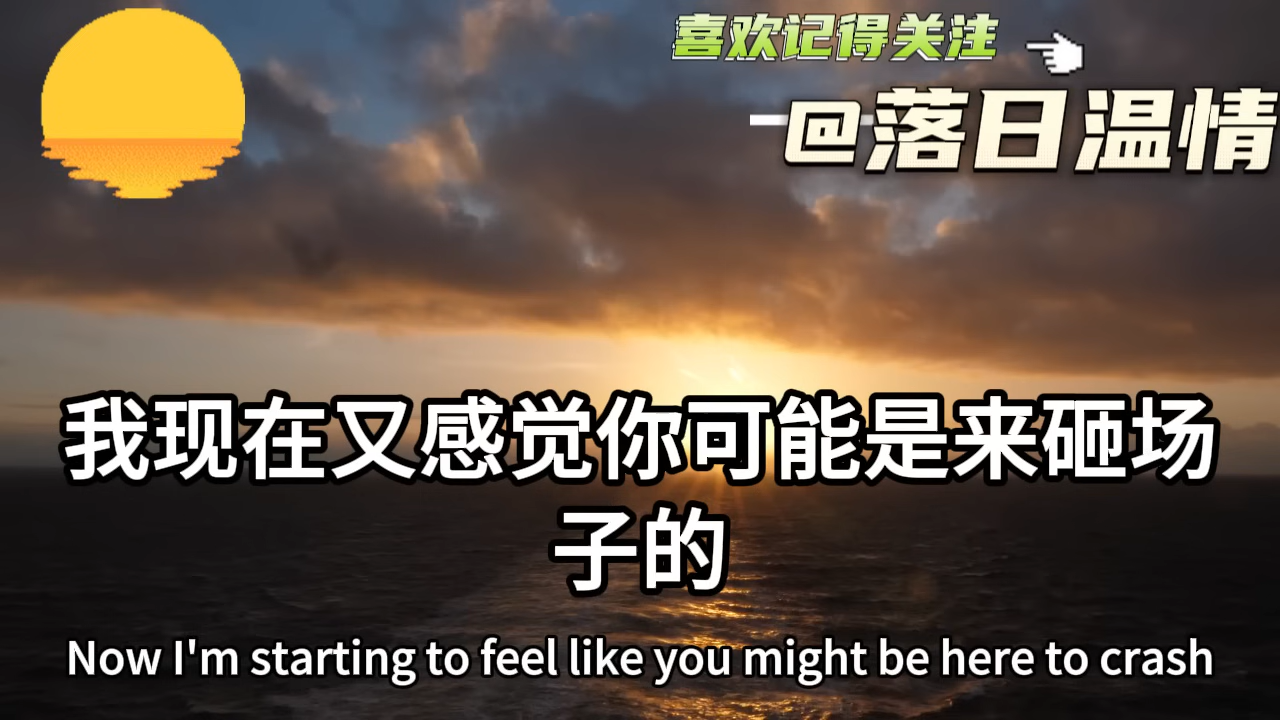 喜欢记得关注
@落日温情
我现在又感觉你可能是来砸场
子的
Now I'm starting to feel like you might be here to crash